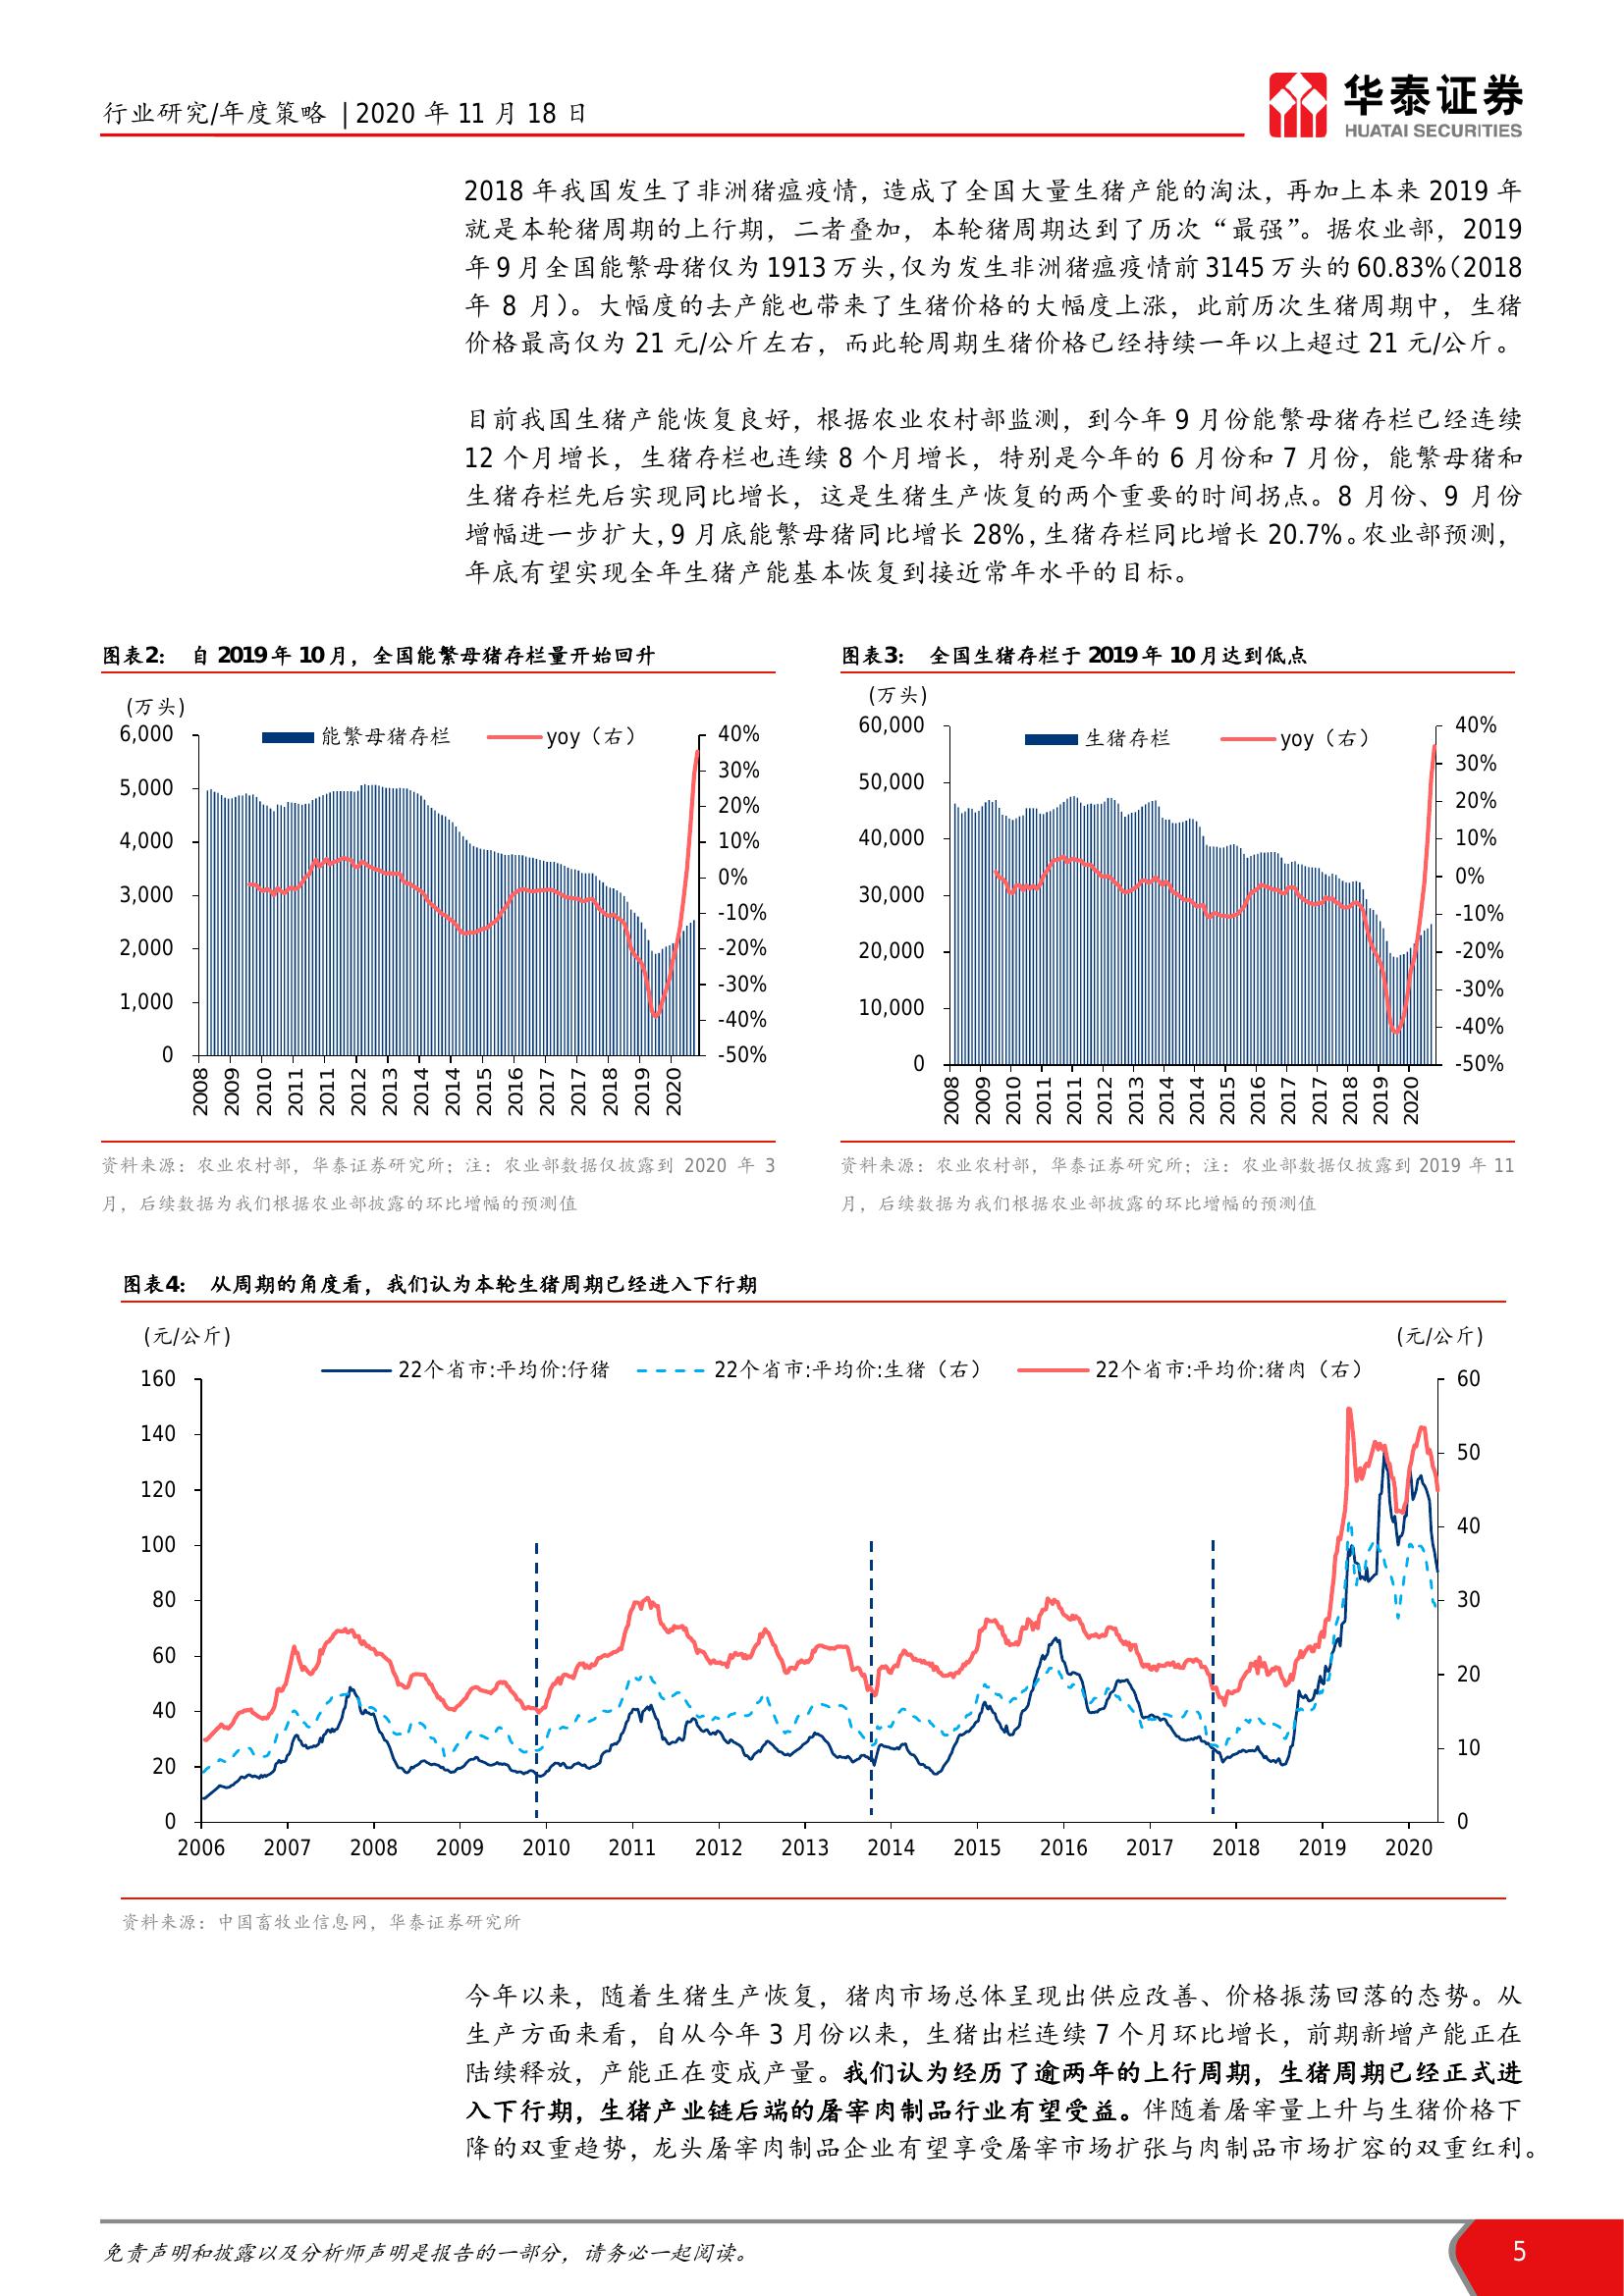 行业研究/年度策略 | 2020 年 11 月 18 日
华泰证券
HUATAI SECURITIES
2018 年我国发生了非洲猪瘟疫情，造成了全国大量生猪产能的淘汰，再加上本来 2019 年
就是本轮猪周期的上行期，二者叠加，本轮猪周期达到了历次“最强”。据农业部，2019
年 9 月全国能繁母猪仅为 1913 万头，仅为发生非洲猪瘟疫情前 3145 万头的 60.83%（2018
年 8 月）。大幅度的去产能也带来了生猪价格的大幅度上涨，此前历次生猪周期中，生猪
价格最高仅为 21 元/公斤左右，而此轮周期生猪价格已经持续一年以上超过 21 元/公斤。
目前我国生猪产能恢复良好，根据农业农村部监测，到今年 9 月份能繁母猪存栏已经连续
12 个月增长，生猪存栏也连续 8 个月增长，特别是今年的 6 月份和 7 月份，能繁母猪和
生猪存栏先后实现同比增长，这是生猪生产恢复的两个重要的时间拐点。8 月份、9 月份
增幅进一步扩大，9 月底能繁母猪同比增长 28%，生猪存栏同比增长 20.7%。农业部预测，
年底有望实现全年生猪产能基本恢复到接近常年水平的目标。
图表2： 自 2019 年 10 月，全国能繁母猪存栏量开始回升
(万头)
能繁母猪存栏 yoy（右）
6,000
5,000
4,000
3,000
2,000
1,000
0
40%
30%
20%
10%
0%
-10%
-20%
-30%
-40%
-50%
2008 2009 2010 2011 2011 2012 2013 2014 2014 2015 2016 2017 2017 2018 2019 2020
资料来源：农业农村部，华泰证券研究所；注：农业部数据仅披露到 2020 年 3
月，后续数据为我们根据农业部披露的环比增幅的预测值
图表3： 全国生猪存栏于 2019 年 10 月达到低点
(万头)
生猪存栏 yoy（右）
60,000
50,000
40,000
30,000
20,000
10,000
0
40%
30%
20%
10%
0%
-10%
-20%
-30%
-40%
-50%
2008 2009 2010 2011 2011 2012 2013 2014 2014 2015 2016 2017 2017 2018 2019 2020
资料来源：农业农村部，华泰证券研究所；注：农业部数据仅披露到 2019 年 11
月，后续数据为我们根据农业部披露的环比增幅的预测值
图表4： 从周期的角度看，我们认为本轮生猪周期已经进入下行期
(元/公斤) (元/公斤)
22个省市:平均价:仔猪 22个省市:平均价:生猪（右） 22个省市:平均价:猪肉（右）
160
140
120
100
80
60
40
20
0
60
50
40
30
20
10
0
2006 2007 2008 2009 2010 2011 2012 2013 2014 2015 2016 2017 2018 2019 2020
资料来源：中国畜牧业信息网，华泰证券研究所
今年以来，随着生猪生产恢复，猪肉市场总体呈现出供应改善、价格振荡回落的态势。从
生产方面来看，自从今年 3 月份以来，生猪出栏连续 7 个月环比增长，前期新增产能正在
陆续释放，产能正在变成产量。我们认为经历了逾两年的上行周期，生猪周期已经正式进
入下行期，生猪产业链后端的屠宰肉制品行业有望受益。伴随着屠宰量上升与生猪价格下
降的双重趋势，龙头屠宰肉制品企业有望享受屠宰市场扩张与肉制品市场扩容的双重红利。
免责声明和披露以及分析师声明是报告的一部分，请务必一起阅读。
5